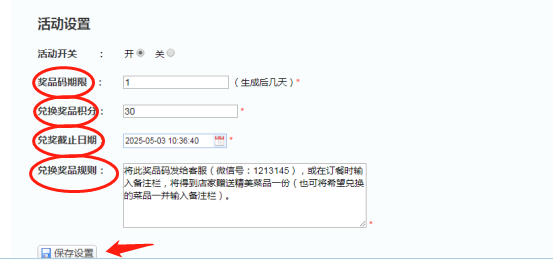 活动设置
活动开关 ： 开 关
奖品码期限 ： 1 （生成后几天）*
兑换奖品积分： 30 *
兑奖截止日期： 2025-05-03 10:36:40 *
兑换奖品规则： 将此奖品码发给客服（微信号：1213145），或在订餐时输
入备注栏，将得到店家赠送精美菜品一份（也可将希望兑换
的菜品一并输入备注栏）。 *
保存设置